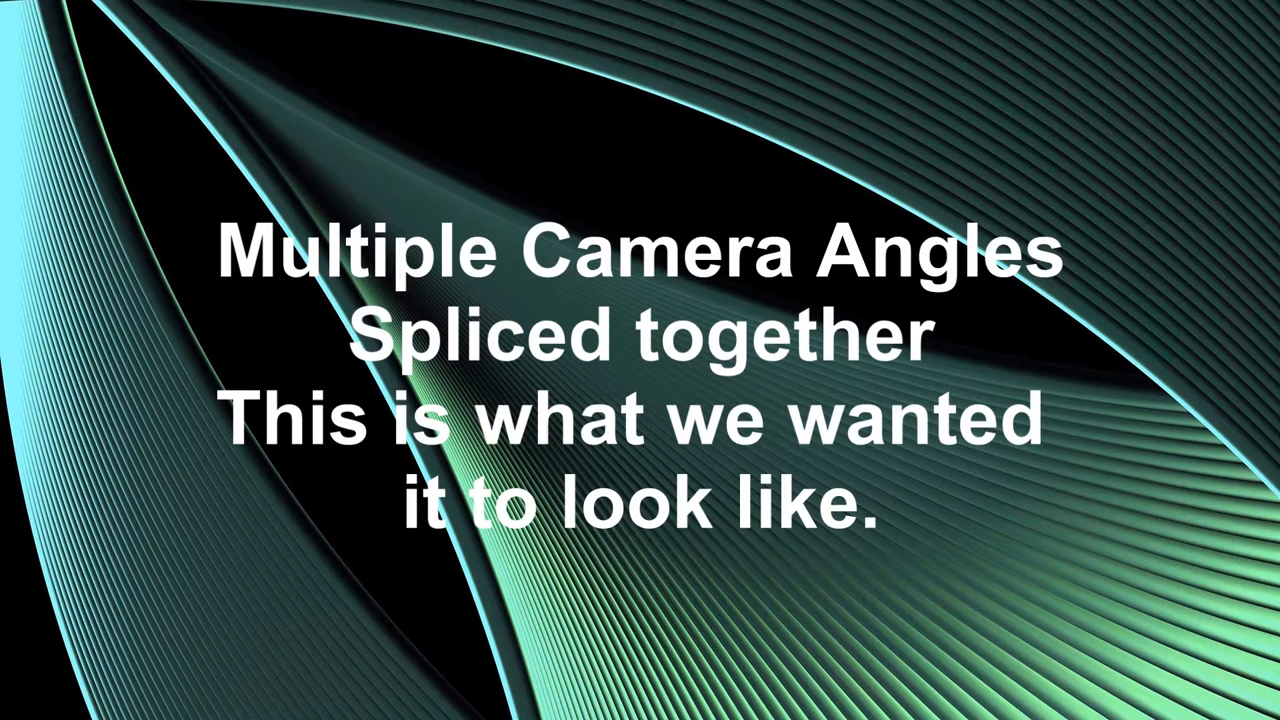 Multiple Camera Angles
Spliced together
This is what we wanted
it to look like.